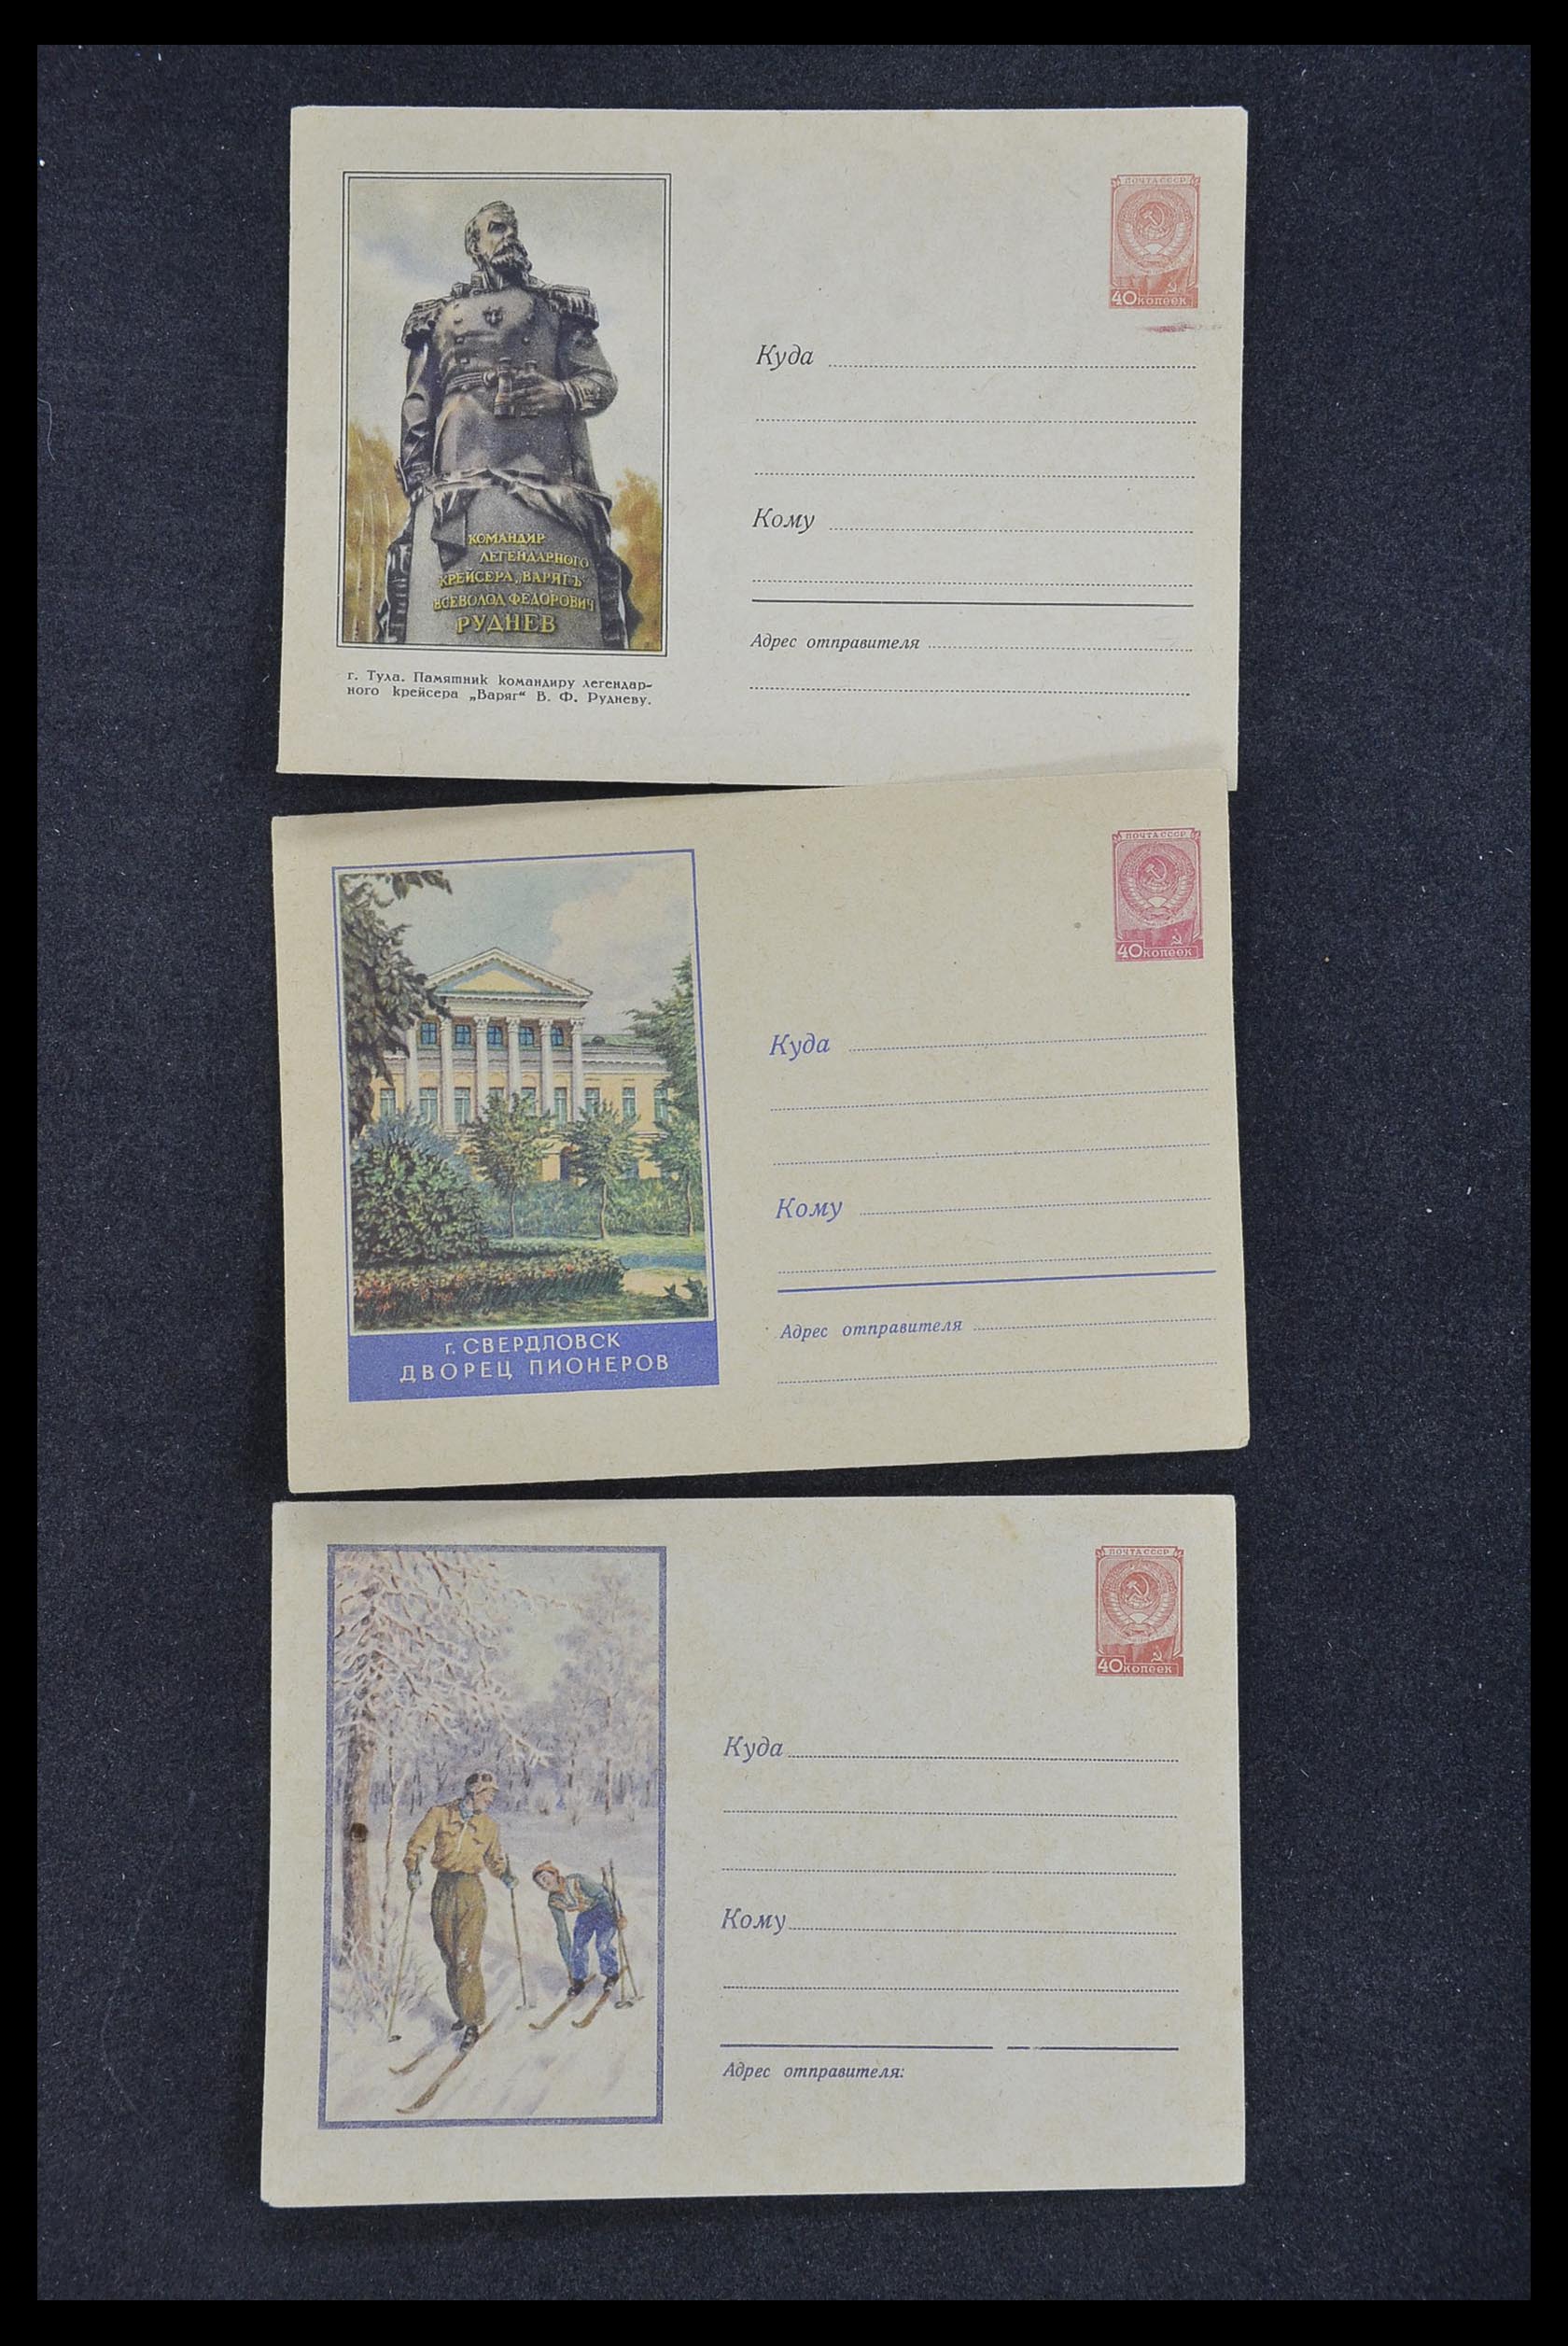 ПОЧТА СССР
40 копеек
Куда
Кому
КОМАНДИР
ЛЕГЕНДАРНОГО
КРЕЙСЕРА „ВАРЯГЪ
ВСЕВОЛОД ФЕДОРОВИЧ
РУДНЕВ
Адрес отправителя
г. Тула. Памятник командиру легендар-
ного крейсера „Варяг“ В. Ф. Рудневу.
ПОЧТА СССР
40 копеек
Куда
Кому
Адрес отправителя
г. СВЕРДЛОВСК
ДВОРЕЦ ПИОНЕРОВ
ПОЧТА СССР
40 копеек
Куда
Кому
Адрес отправителя: